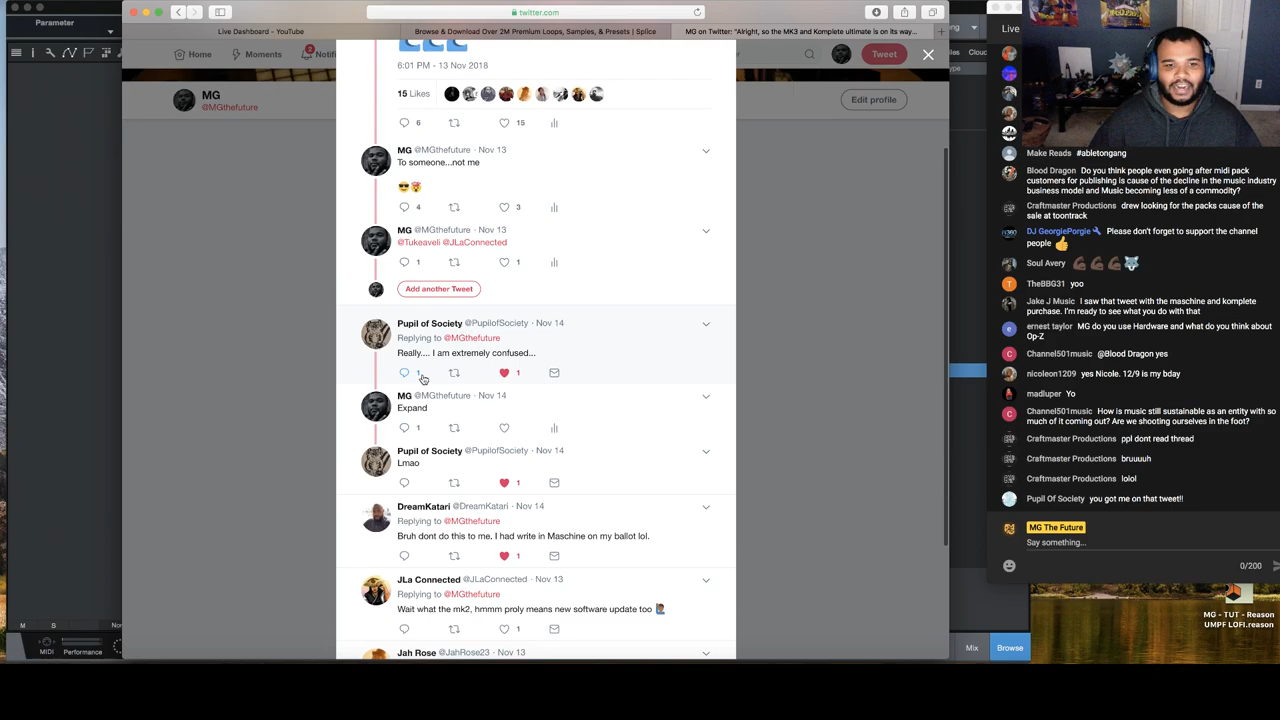 Parameter
twitter.com
Live Dashboard - YouTube
Browse & Download Over 2M Premium Loops, Samples, & Presets | Splice
MG on Twitter: "Alright, so the MK3 and Komplete ultimate is on its way...
Home
Moments
2
Notifi
Tweet
MG
@MGthefuture
Edit profile
6:01 PM - 13 Nov 2018
15 Likes
6
15
MG @MGthefuture · Nov 13
To someone...not me
😎🤯
4
3
MG @MGthefuture · Nov 13
@Tukeaveli @JLaConnected
1
1
Add another Tweet
Pupil of Society @PupilofSociety · Nov 14
Replying to @MGthefuture
Really.... I am extremely confused...
1
1
MG @MGthefuture · Nov 14
Expand
1
Pupil of Society @PupilofSociety · Nov 14
Lmao
1
DreamKatari @DreamKatari · Nov 14
Replying to @MGthefuture
Bruh dont do this to me. I had write in Maschine on my ballot lol.
1
JLa Connected @JLaConnected · Nov 13
Replying to @MGthefuture
Wait what the mk2, hmmm proly means new software update too
1
Jah Rose @JahRose23 · Nov 13
M
S
MIDI
Performance
Live
Make Reads #abletongang
Blood Dragon Do you think people even going after midi pack
customers for publishing is cause of the decline in the music industry
business model and Music becoming less of a commodity?
Craftmaster Productions drew looking for the packs cause of the
sale at toontrack
DJ GeorgiePorgie Please don't forget to support the channel
people 👍
Soul Avery
TheBBG31 yoo
Jake J Music I saw that tweet with the maschine and komplete
purchase. I'm ready to see what you do with that
ernest taylor MG do you use Hardware and what do you think about
Op-Z
Channel501music @Blood Dragon yes
nicoleon1209 yes Nicole. 12/9 is my bday
madluper Yo
Channel501music How is music still sustainable as an entity with so
much of it coming out? Are we shooting ourselves in the foot?
Craftmaster Productions ppl dont read thread
Craftmaster Productions bruuuuh
Craftmaster Productions lolol
Pupil Of Society you got me on that tweet!!
MG The Future
Say something...
0/200
Mix
Browse
MG - TUT - Reason
UMPF LOFI.reason